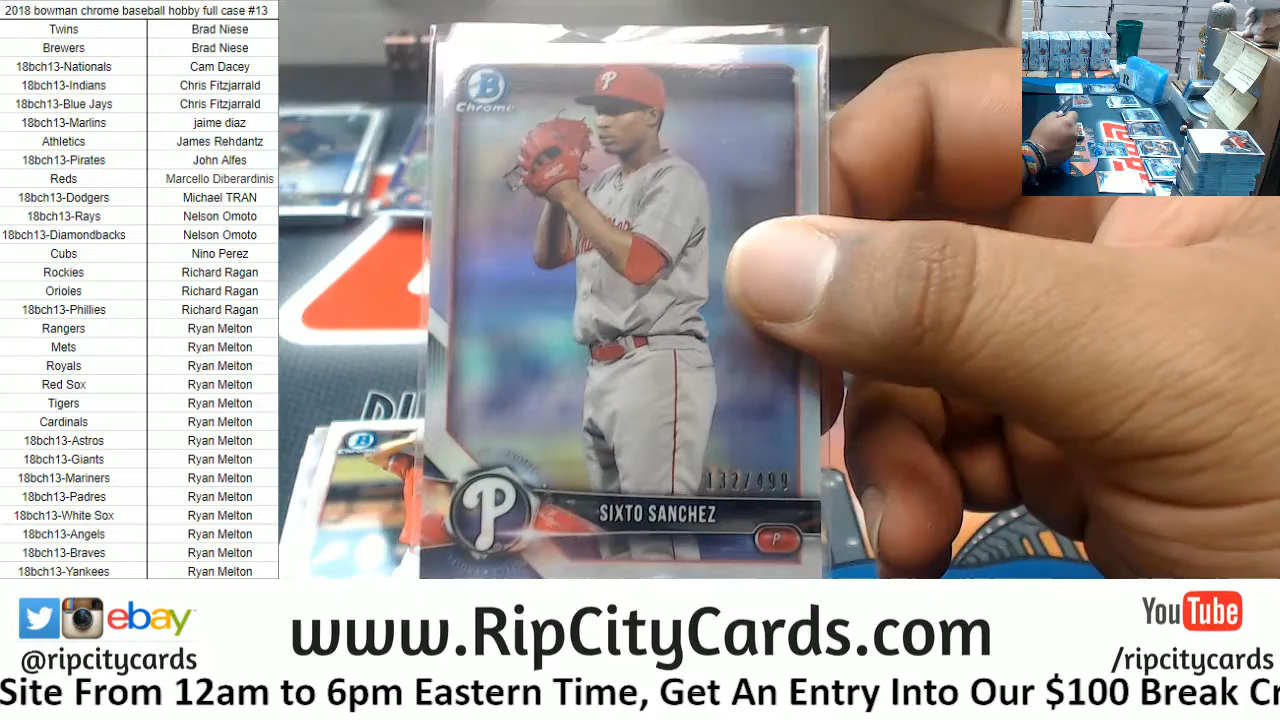 2018 bowman chrome baseball hobby full case #13
Twins Brad Niese
Brewers Brad Niese
18bch13-Nationals Cam Dacey
18bch13-Indians Chris Fitzjarrald
18bch13-Blue Jays Chris Fitzjarrald
18bch13-Marlins jaime diaz
Athletics James Rehdantz
18bch13-Pirates John Alfes
Reds Marcello Diberardinis
18bch13-Dodgers Michael TRAN
18bch13-Rays Nelson Omoto
18bch13-Diamondbacks Nelson Omoto
Cubs Nino Perez
Rockies Richard Ragan
Orioles Richard Ragan
18bch13-Phillies Richard Ragan
Rangers Ryan Melton
Mets Ryan Melton
Royals Ryan Melton
Red Sox Ryan Melton
Tigers Ryan Melton
Cardinals Ryan Melton
18bch13-Astros Ryan Melton
18bch13-Giants Ryan Melton
18bch13-Mariners Ryan Melton
18bch13-Padres Ryan Melton
18bch13-White Sox Ryan Melton
18bch13-Angels Ryan Melton
18bch13-Braves Ryan Melton
18bch13-Yankees Ryan Melton
B
Chrome
P
132/499
P
SIXTO SANCHEZ
P
ebay
@ripcitycards
www.RipCityCards.com
YouTube
/ripcitycards
Site From 12am to 6pm Eastern Time, Get An Entry Into Our $100 Break Cr